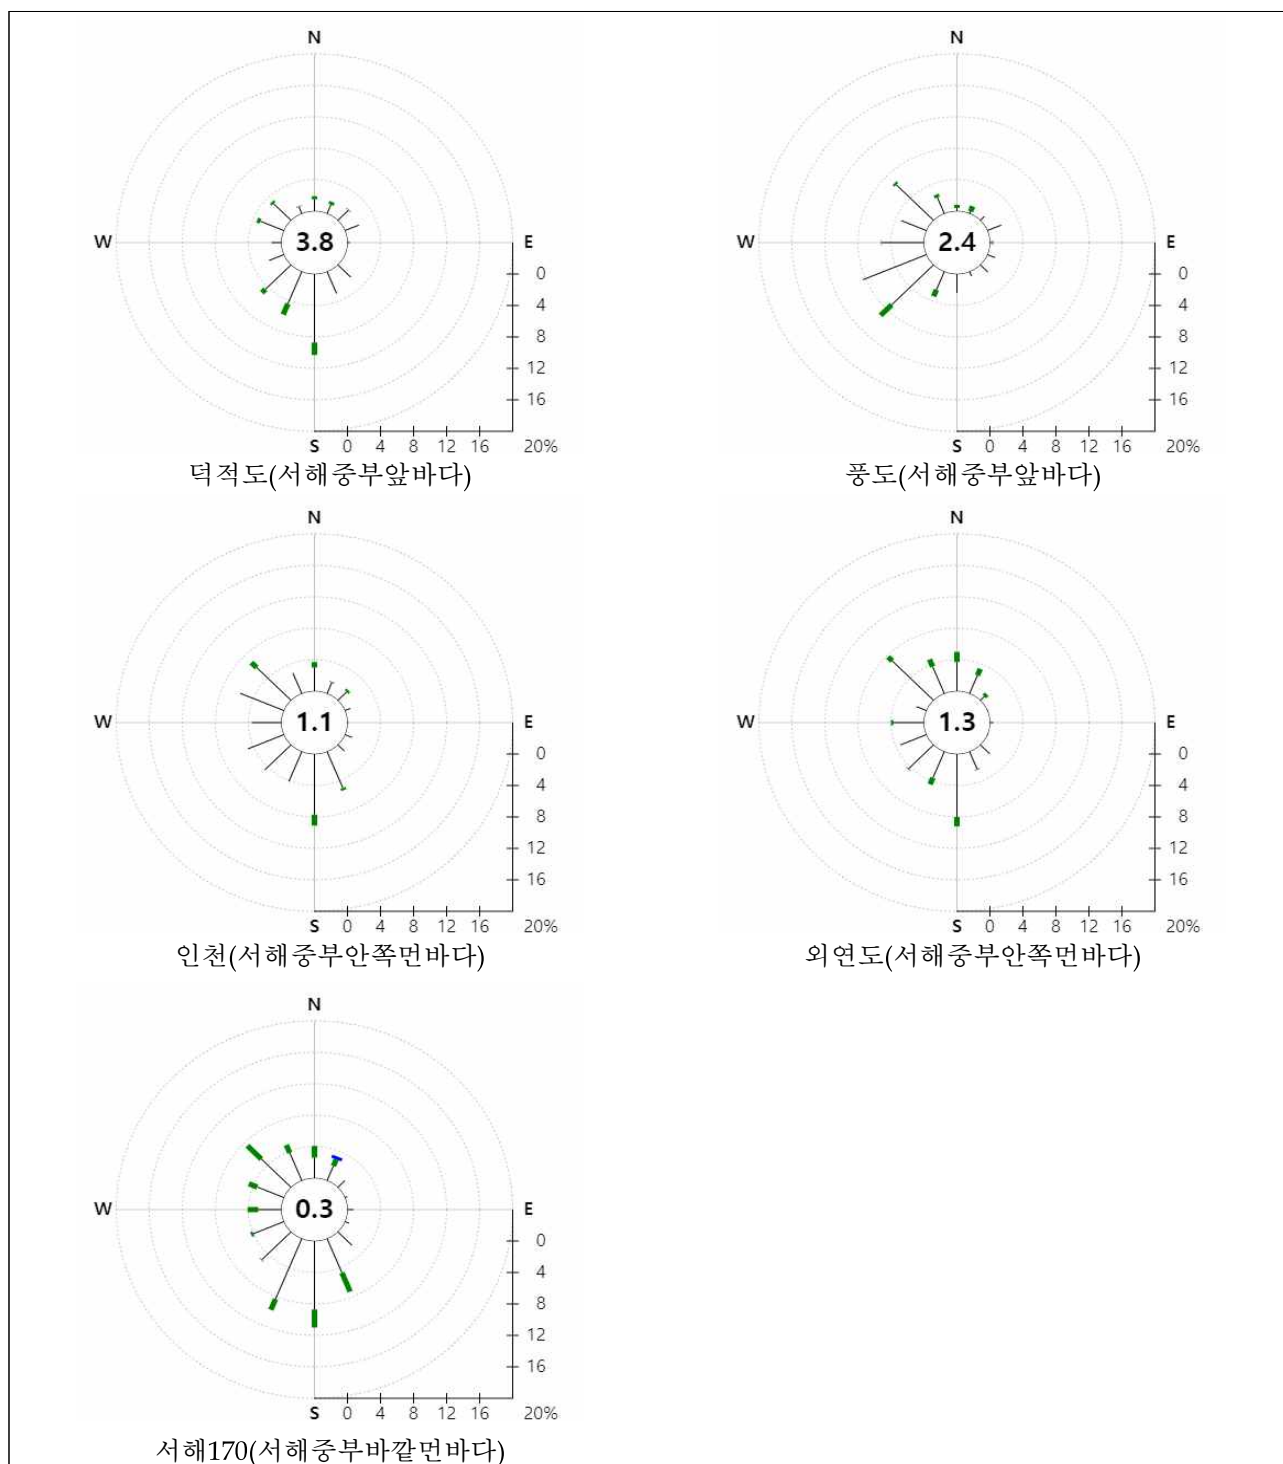 N N
3.8 2.4
W E W E
0 0
4 4
8 8
12 12
16 16
S 0 4 8 12 16 20% S 0 4 8 12 16 20%
덕적도(서해중부앞바다) 풍도(서해중부앞바다)
N N
1.1 1.3
W E W E
0 0
4 4
8 8
12 12
16 16
S 0 4 8 12 16 20% S 0 4 8 12 16 20%
인천(서해중부안쪽먼바다) 외연도(서해중부안쪽먼바다)
N
0.3
W E
0
4
8
12
16
S 0 4 8 12 16 20%
서해170(서해중부바깥먼바다)